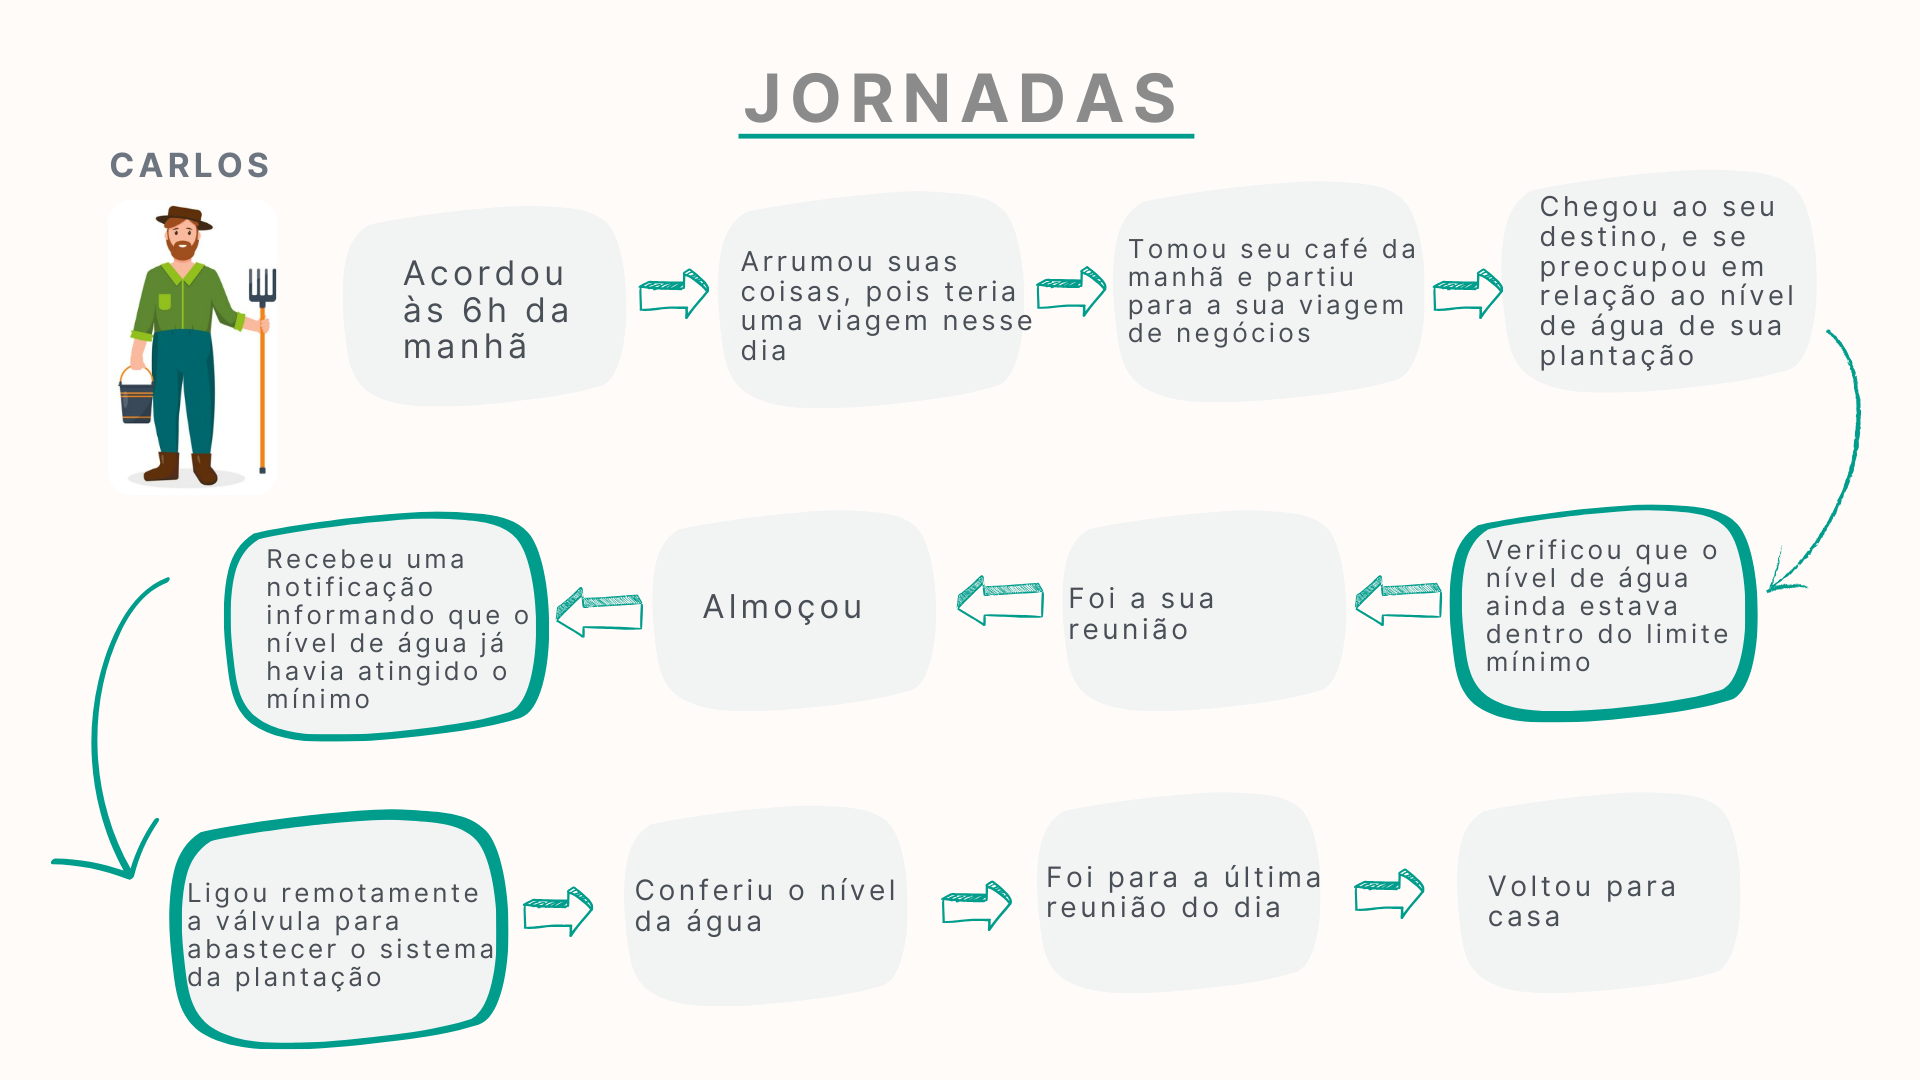 JORNADAS
CARLOS
Acordou
às 6h da
manhã
Arrumou suas
coisas, pois teria
uma viagem nesse
dia
Tomou seu café da
manhã e partiu
para a sua viagem
de negócios
Chegou ao seu
destino, e se
preocupou em
relação ao nível
de água de sua
plantação
Verificou que o
nível de água
ainda estava
dentro do limite
mínimo
Foi a sua
reunião
Almoçou
Recebeu uma
notificação
informando que o
nível de água já
havia atingido o
mínimo
Ligou remotamente
a válvula para
abastecer o sistema
da plantação
Conferiu o nível
da água
Foi para a última
reunião do dia
Voltou para
casa